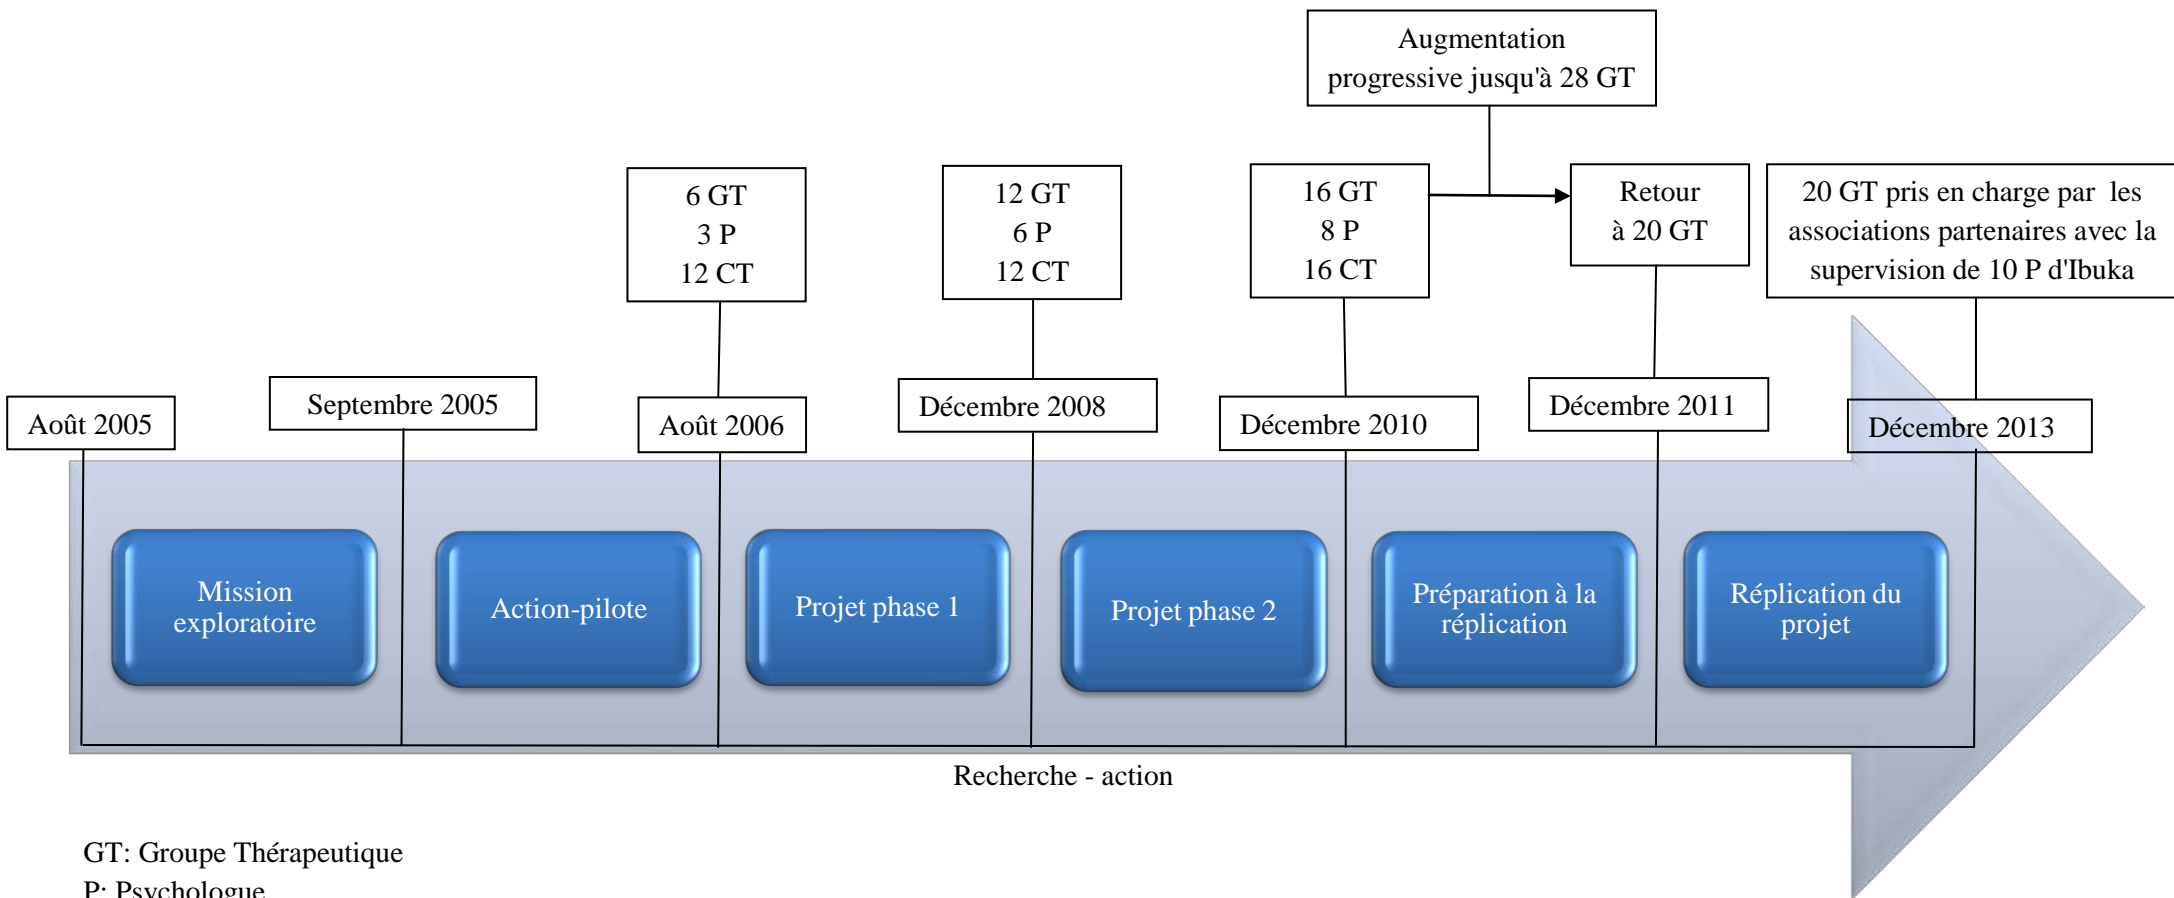 Augmentation
progressive jusqu'à 28 GT
6 GT
3 P
12 CT
12 GT
6 P
12 CT
16 GT
8 P
16 CT
Retour
à 20 GT
20 GT pris en charge par les
associations partenaires avec la
supervision de 10 P d'Ibuka
Août 2005
Septembre 2005
Août 2006
Décembre 2008
Décembre 2010
Décembre 2011
Décembre 2013
Mission
exploratoire
Action-pilote
Projet phase 1
Projet phase 2
Préparation à la
réplication
Réplication du
projet
Recherche - action
GT: Groupe Thérapeutique
P: Psychologue